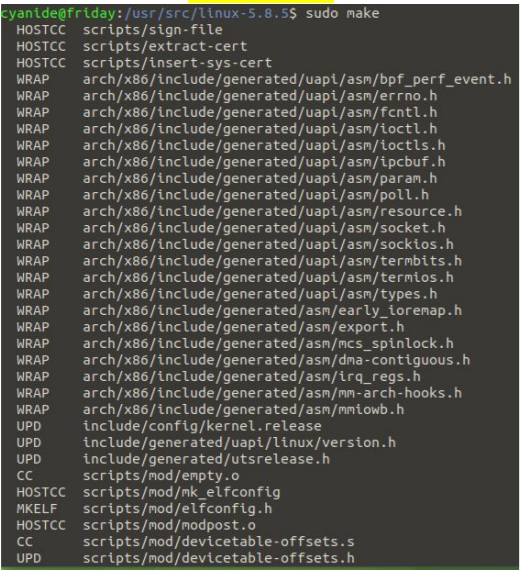 cyanide@friday:/usr/src/linux-5.8.5$ sudo make
HOSTCC scripts/sign-file
HOSTCC scripts/extract-cert
HOSTCC scripts/insert-sys-cert
WRAP arch/x86/include/generated/uapi/asm/bpf_perf_event.h
WRAP arch/x86/include/generated/uapi/asm/errno.h
WRAP arch/x86/include/generated/uapi/asm/fcntl.h
WRAP arch/x86/include/generated/uapi/asm/ioctl.h
WRAP arch/x86/include/generated/uapi/asm/ioctls.h
WRAP arch/x86/include/generated/uapi/asm/ipcbuf.h
WRAP arch/x86/include/generated/uapi/asm/param.h
WRAP arch/x86/include/generated/uapi/asm/poll.h
WRAP arch/x86/include/generated/uapi/asm/resource.h
WRAP arch/x86/include/generated/uapi/asm/socket.h
WRAP arch/x86/include/generated/uapi/asm/sockios.h
WRAP arch/x86/include/generated/uapi/asm/termbits.h
WRAP arch/x86/include/generated/uapi/asm/termios.h
WRAP arch/x86/include/generated/uapi/asm/types.h
WRAP arch/x86/include/generated/asm/early_ioremap.h
WRAP arch/x86/include/generated/asm/export.h
WRAP arch/x86/include/generated/asm/mcs_spinlock.h
WRAP arch/x86/include/generated/asm/dma-contiguous.h
WRAP arch/x86/include/generated/asm/irq_regs.h
WRAP arch/x86/include/generated/asm/mm-arch-hooks.h
WRAP arch/x86/include/generated/asm/mmiowb.h
UPD include/config/kernel.release
UPD include/generated/uapi/linux/version.h
UPD include/generated/utsrelease.h
CC scripts/mod/empty.o
HOSTCC scripts/mod/mk_elfconfig
MKELF scripts/mod/elfconfig.h
HOSTCC scripts/mod/modpost.o
CC scripts/mod/devicetable-offsets.s
UPD scripts/mod/devicetable-offsets.h